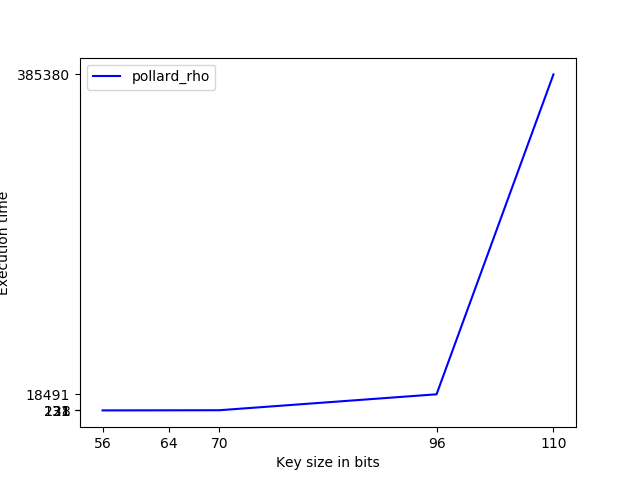 pollard_rho
385380
Execution time
18491
56
64
70
96
110
Key size in bits